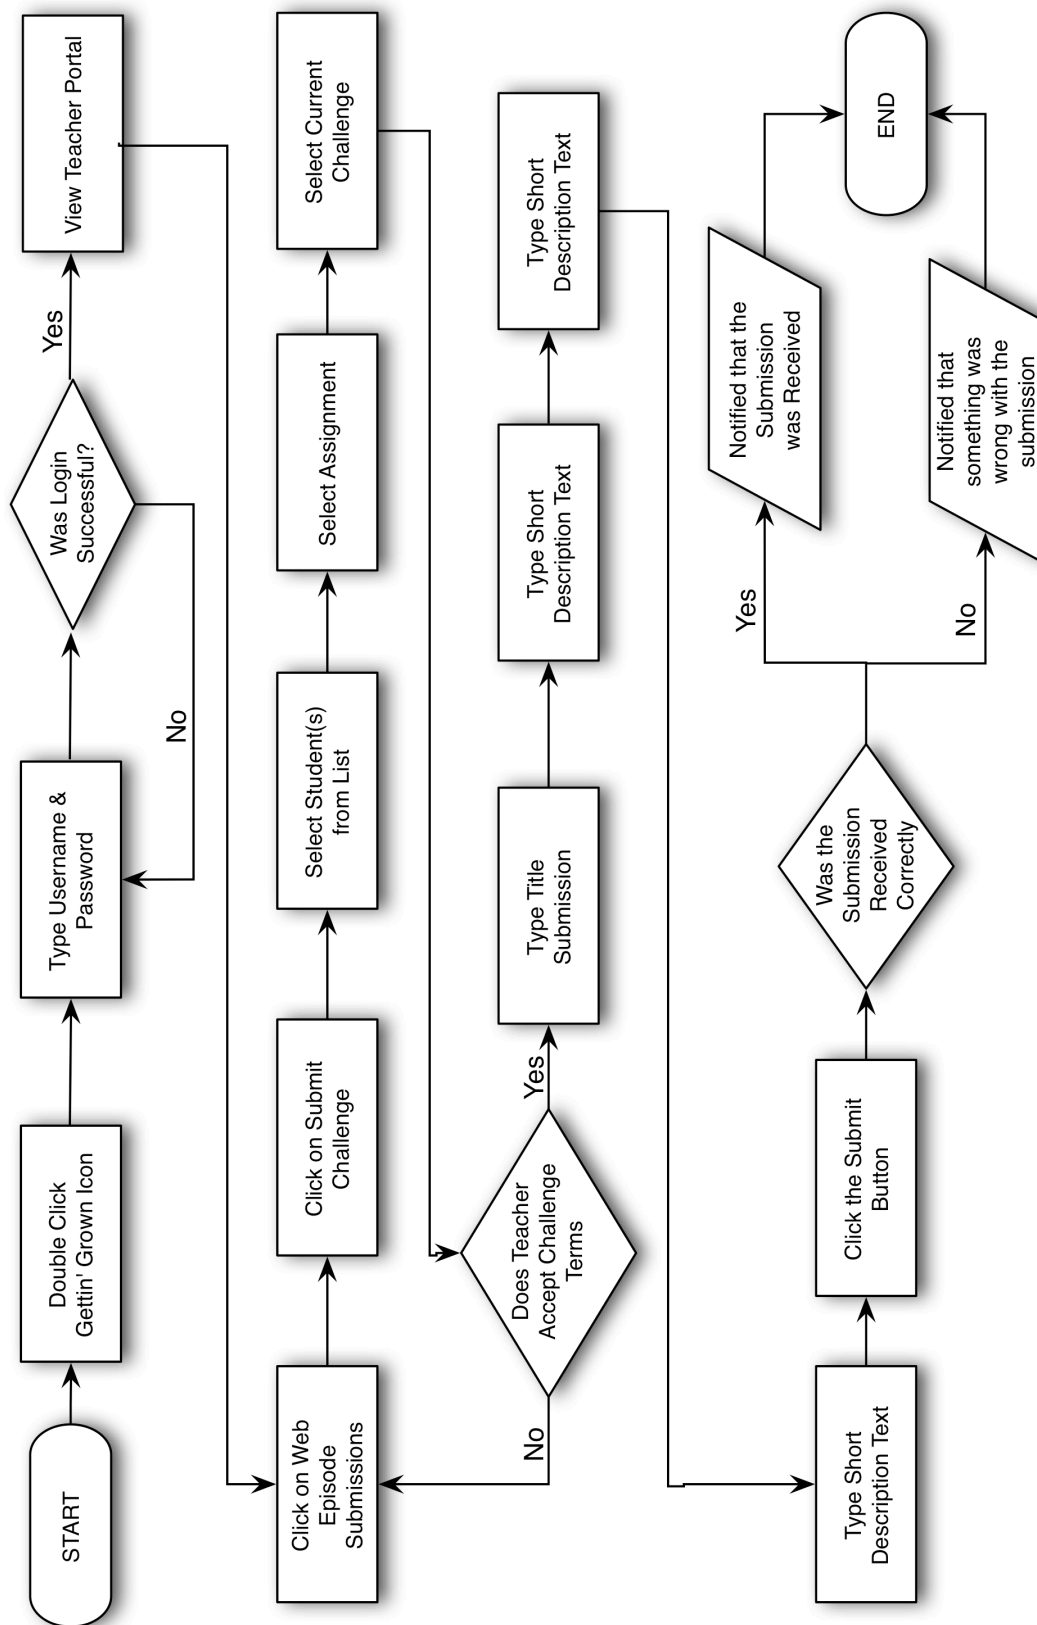 START
Double Click
Gettin' Grown Icon
Type Username &
Password
Was Login
Successful?
Yes
No
View Teacher Portal
Click on Web
Episode
Submissions
Click on Submit
Challenge
Select Student(s)
from List
Select Assignment
Select Current
Challenge
Does Teacher
Accept Challenge
Terms
No
Yes
Type Title
Submission
Type Short
Description Text
Type Short
Description Text
Type Short
Description Text
Click the Submit
Button
Was the
Submission
Received
Correctly
Yes
No
Notified that the
Submission
was Received
Notified that
something was
wrong with the
submission
END